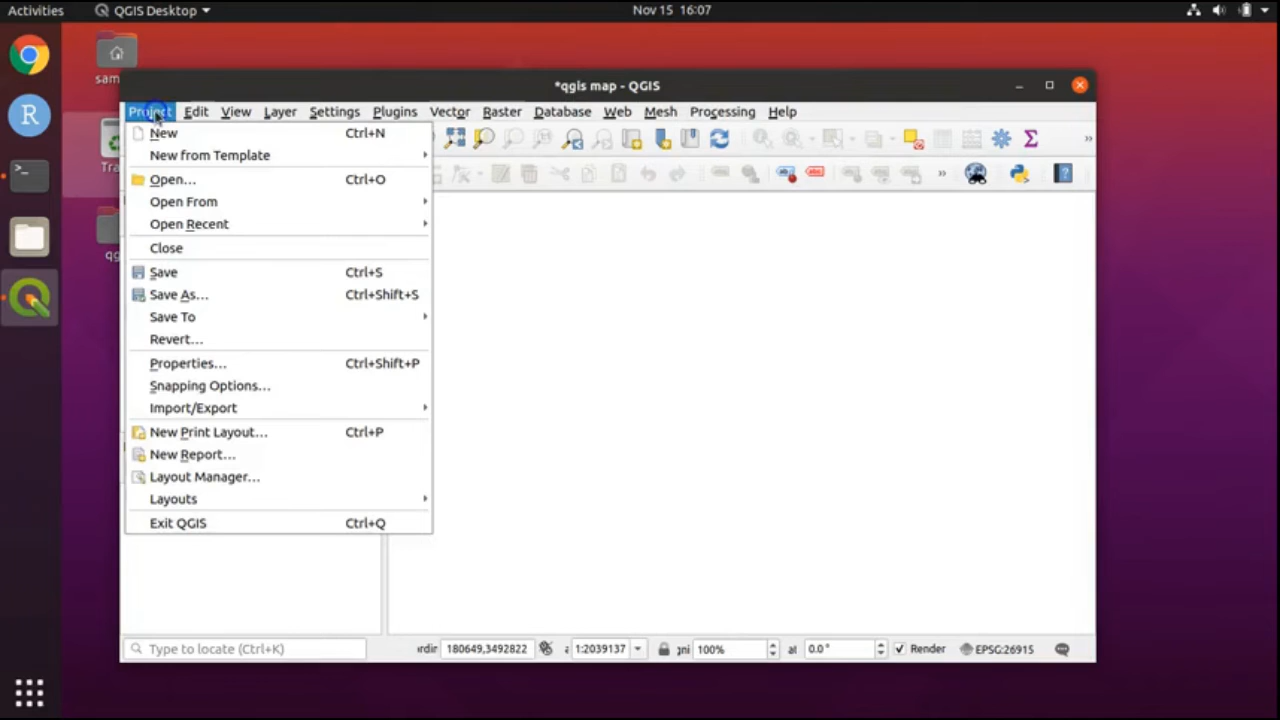 Activities QGIS Desktop Nov 15 16:07
sam
Tra
qg
*qgis map - QGIS
Project Edit View Layer Settings Plugins Vector Raster Database Web Mesh Processing Help
New Ctrl+N
New from Template
Open... Ctrl+O
Open From
Open Recent
Close
Save Ctrl+S
Save As... Ctrl+Shift+S
Save To
Revert...
Properties... Ctrl+Shift+P
Snapping Options...
Import/Export
New Print Layout... Ctrl+P
New Report...
Layout Manager...
Layouts
Exit QGIS Ctrl+Q
Type to locate (Ctrl+K) ırdir 180649,3492822 1:2039137 100% 0.0° Render EPSG:26915